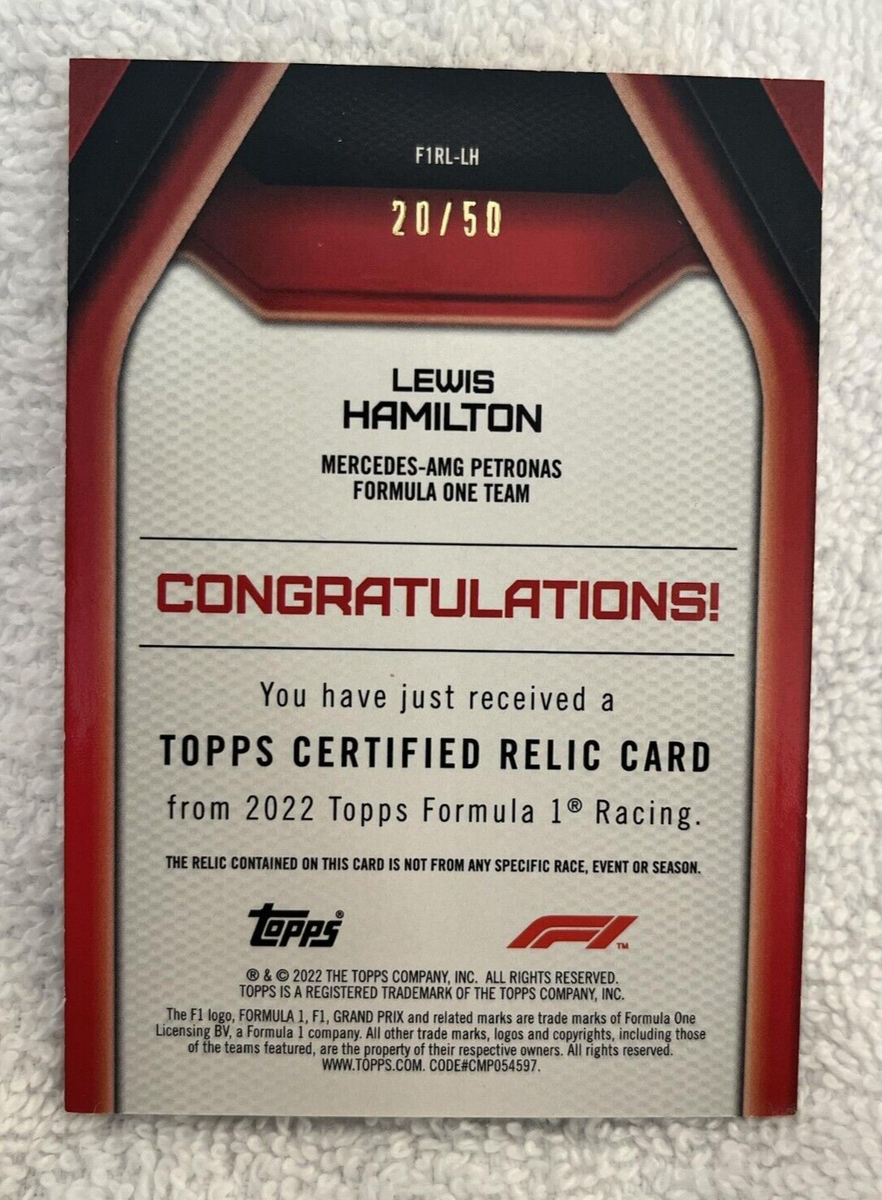 F1RL-LH
20/50
LEWIS
HAMILTON
MERCEDES-AMG PETRONAS
FORMULA ONE TEAM
CONGRATULATIONS!
You have just received a
TOPPS CERTIFIED RELIC CARD
from 2022 Topps Formula 1® Racing.
THE RELIC CONTAINED ON THIS CARD IS NOT FROM ANY SPECIFIC RACE, EVENT OR SEASON.
Topps® F1™
® & © 2022 THE TOPPS COMPANY, INC. ALL RIGHTS RESERVED.
TOPPS IS A REGISTERED TRADEMARK OF THE TOPPS COMPANY, INC.
The F1 logo, FORMULA 1, F1, GRAND PRIX and related marks are trade marks of Formula One
Licensing BV, a Formula 1 company. All other trade marks, logos and copyrights, including those
of the teams featured, are the property of their respective owners. All rights reserved.
WWW.TOPPS.COM. CODE#CMP054597.